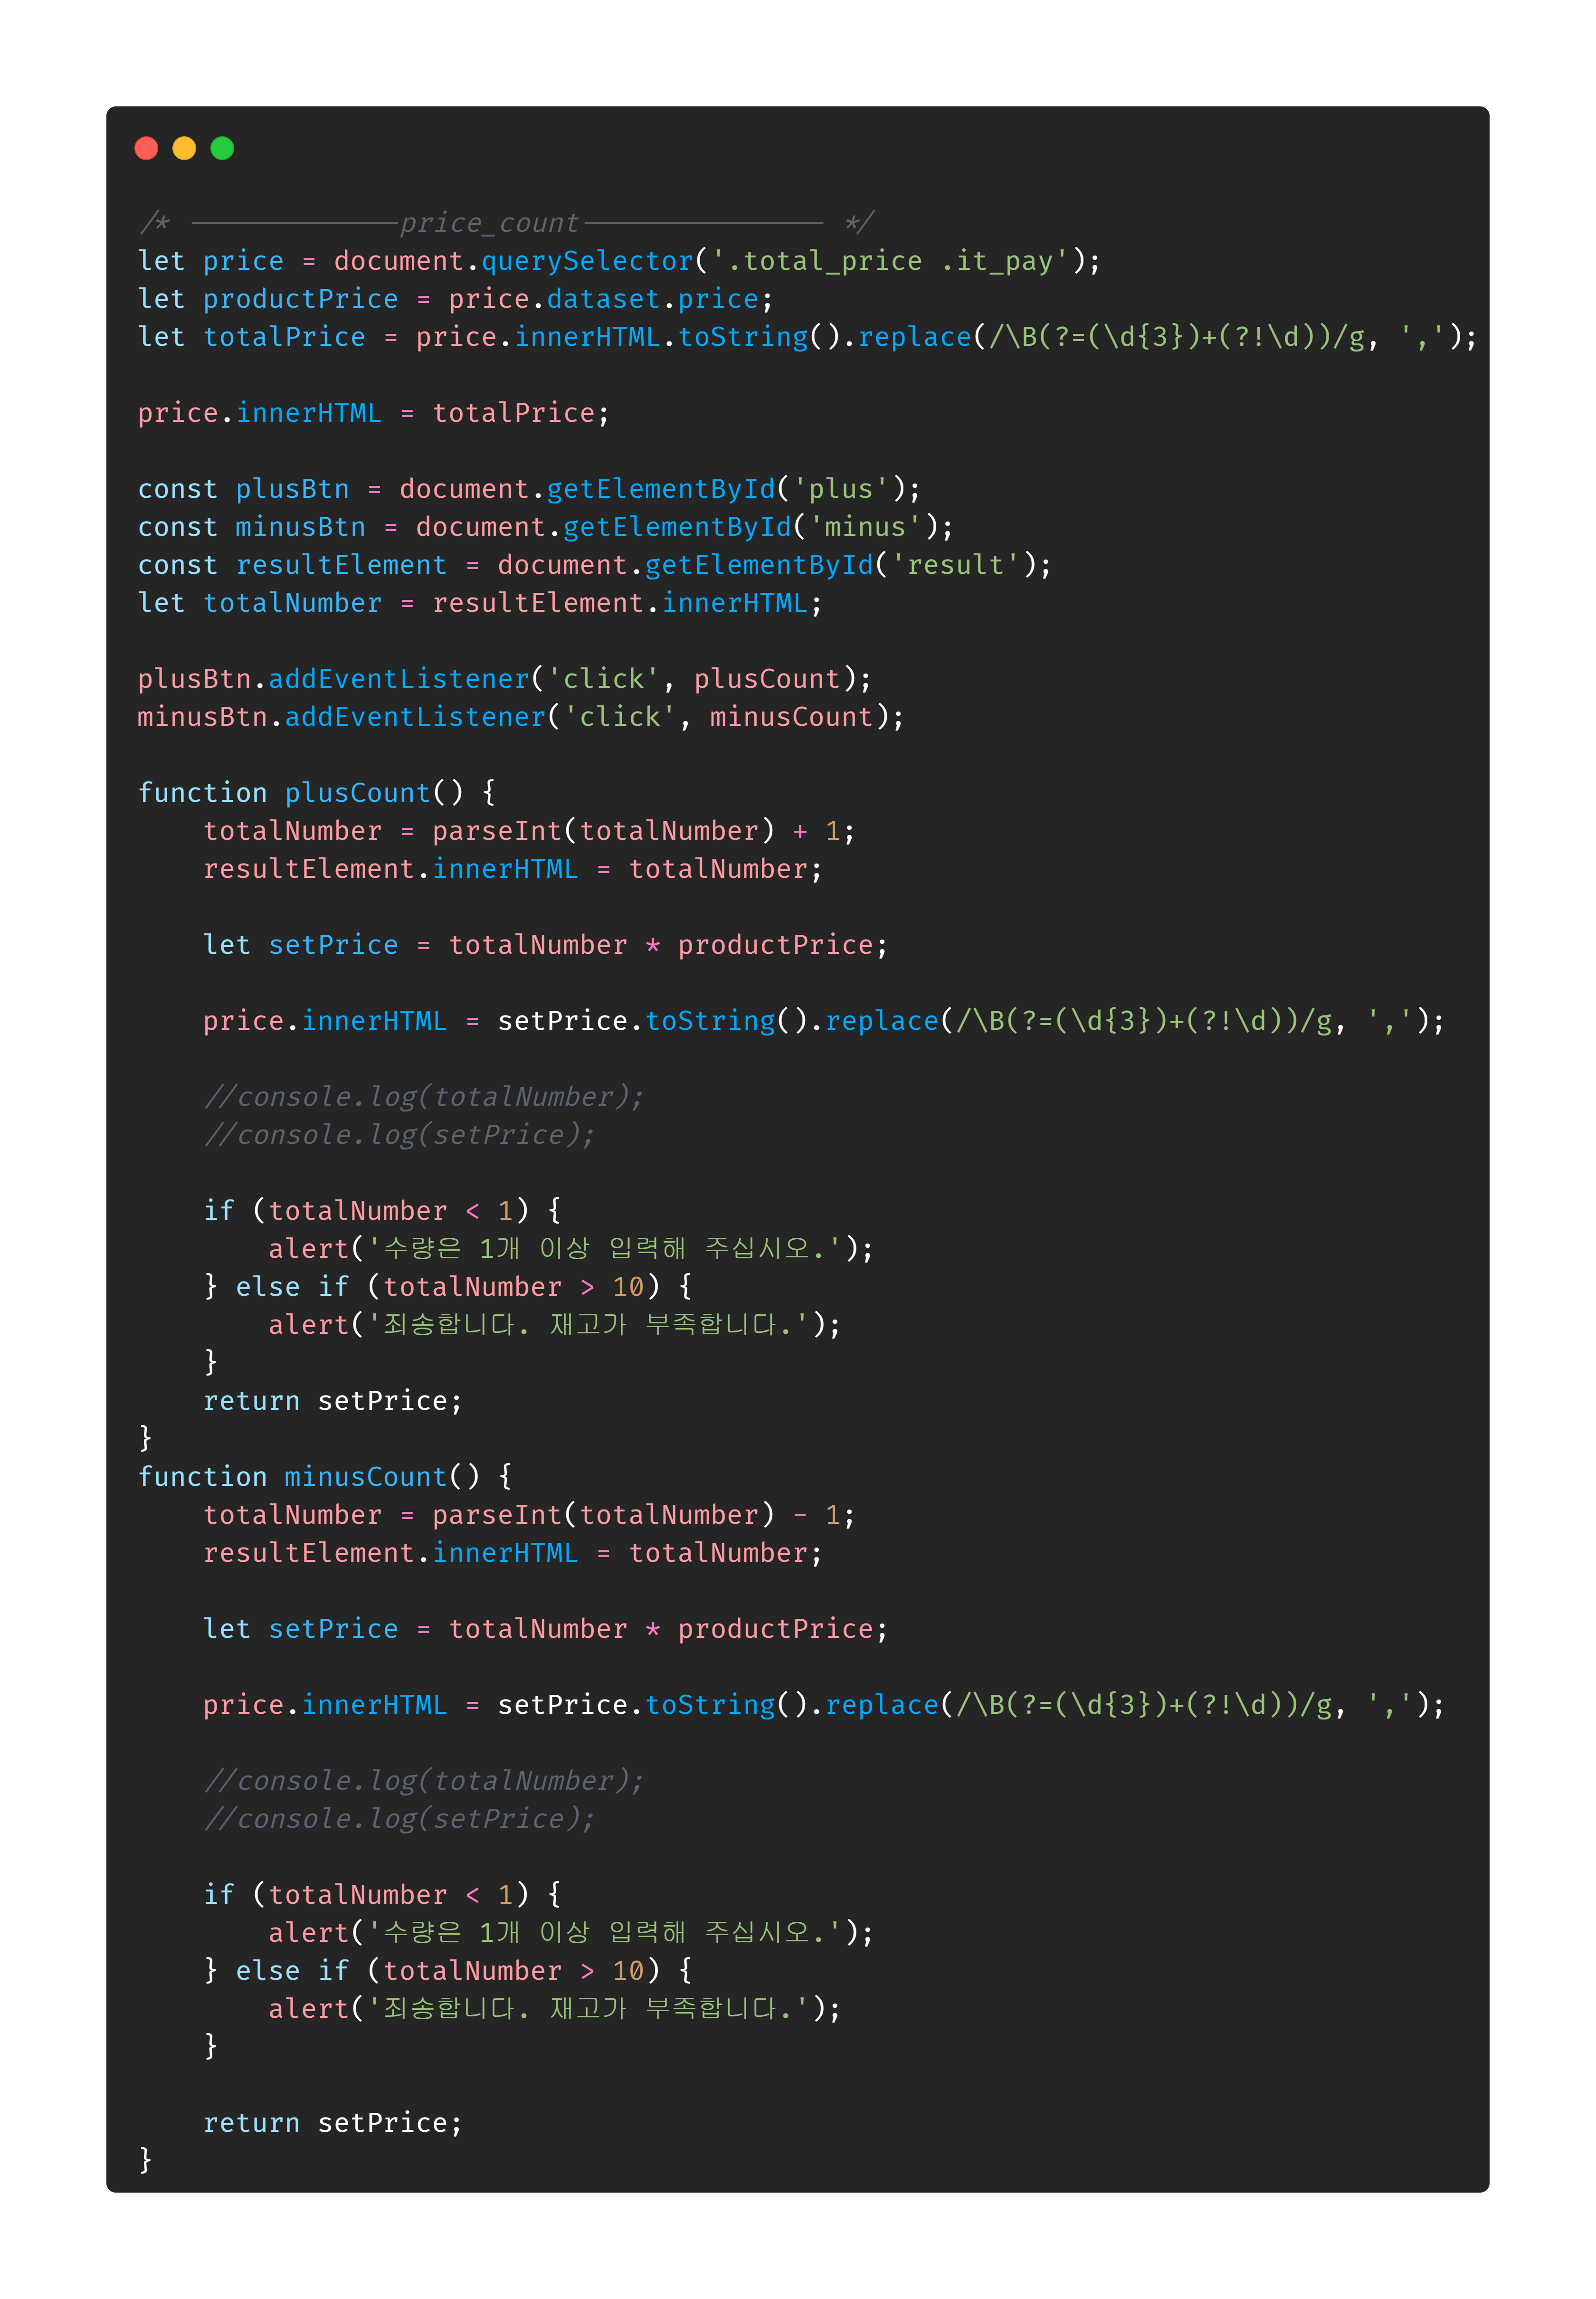 /* -------------price_count--------------- */
let price = document.querySelector('.total_price .it_pay');
let productPrice = price.dataset.price;
let totalPrice = price.innerHTML.toString().replace(/\B(?=(\d{3})+(?!\d))/g, ',');
price.innerHTML = totalPrice;
const plusBtn = document.getElementById('plus');
const minusBtn = document.getElementById('minus');
const resultElement = document.getElementById('result');
let totalNumber = resultElement.innerHTML;
plusBtn.addEventListener('click', plusCount);
minusBtn.addEventListener('click', minusCount);
function plusCount() {
    totalNumber = parseInt(totalNumber) + 1;
    resultElement.innerHTML = totalNumber;
    let setPrice = totalNumber * productPrice;
    price.innerHTML = setPrice.toString().replace(/\B(?=(\d{3})+(?!\d))/g, ',');
    //console.log(totalNumber);
    //console.log(setPrice);
    if (totalNumber < 1) {
        alert('수량은 1개 이상 입력해 주십시오.');
    } else if (totalNumber > 10) {
        alert('죄송합니다. 재고가 부족합니다.');
    }
    return setPrice;
}
function minusCount() {
    totalNumber = parseInt(totalNumber) - 1;
    resultElement.innerHTML = totalNumber;
    let setPrice = totalNumber * productPrice;
    price.innerHTML = setPrice.toString().replace(/\B(?=(\d{3})+(?!\d))/g, ',');
    //console.log(totalNumber);
    //console.log(setPrice);
    if (totalNumber < 1) {
        alert('수량은 1개 이상 입력해 주십시오.');
    } else if (totalNumber > 10) {
        alert('죄송합니다. 재고가 부족합니다.');
    }
    return setPrice;
}